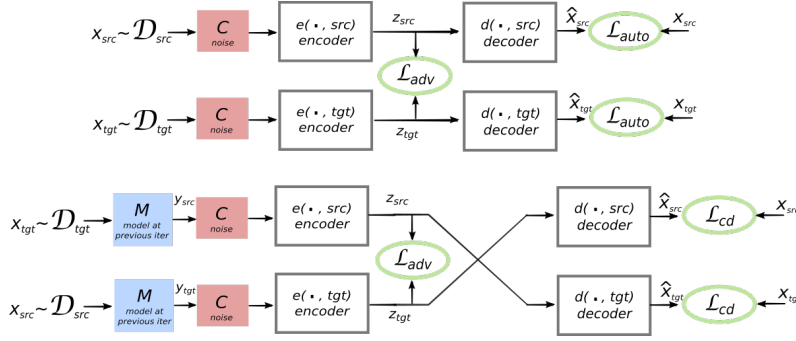 x_src ~ D_src C noise e(⋅, src) encoder z_src d(⋅, src) decoder x̂_src L_auto x_src
L_adv
x_tgt ~ D_tgt C noise e(⋅, tgt) encoder z_tgt d(⋅, tgt) decoder x̂_tgt L_auto x_tgt
x_tgt ~ D_tgt M model at previous iter y_src C noise e(⋅, src) encoder z_src d(⋅, src) decoder x̂_src L_cd x_sr
L_adv
x_src ~ D_src M model at previous iter y_tgt C noise e(⋅, tgt) encoder z_tgt d(⋅, tgt) decoder x̂_tgt L_cd x_tg